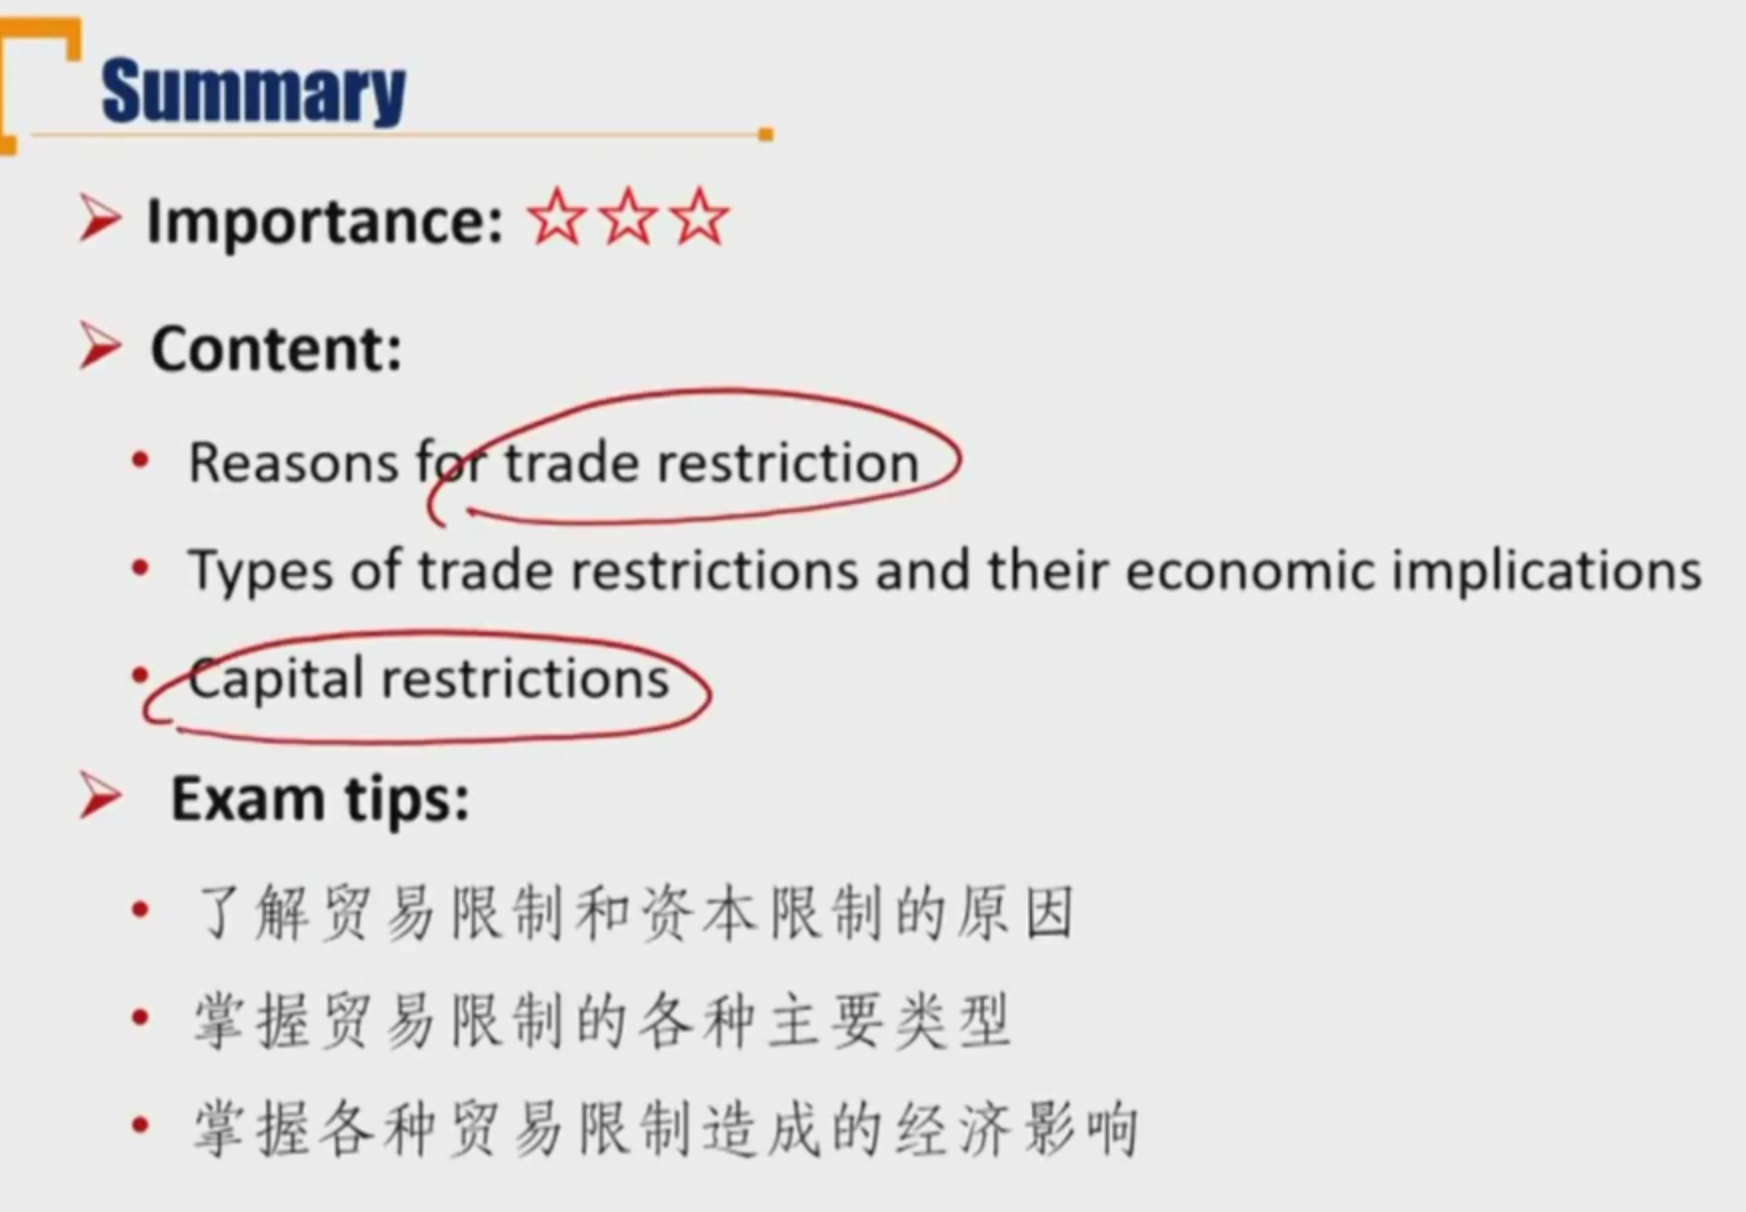 Summary
Importance: ☆☆☆
Content:
Reasons for trade restriction
Types of trade restrictions and their economic implications
Capital restrictions
Exam tips:
了解贸易限制和资本限制的原因
掌握贸易限制的各种主要类型
掌握各种贸易限制造成的经济影响